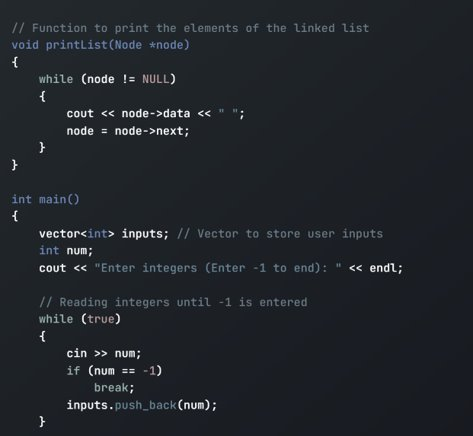 // Function to print the elements of the linked list
void printList(Node *node)
{
    while (node != NULL)
    {
        cout << node->data << " ";
        node = node->next;
    }
}

int main()
{
    vector<int> inputs; // Vector to store user inputs
    int num;
    cout << "Enter integers (Enter -1 to end): " << endl;

    // Reading integers until -1 is entered
    while (true)
    {
        cin >> num;
        if (num == -1)
            break;
        inputs.push_back(num);
    }